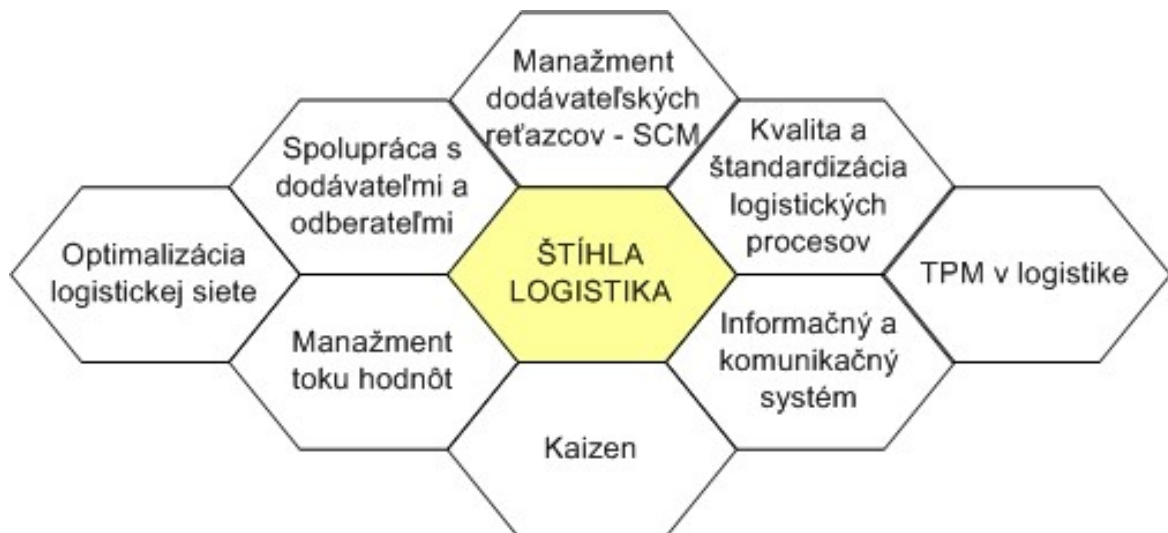 Manažment
dodávateľských
reťazcov - SCM
Spolupráca s
dodávateľmi a
odberateľmi
Kvalita a
štandardizácia
logistických
procesov
Optimalizácia
logistickej siete
ŠTÍHLA
LOGISTIKA
TPM v logistike
Manažment
toku hodnôt
Informačný a
komunikačný
systém
Kaizen